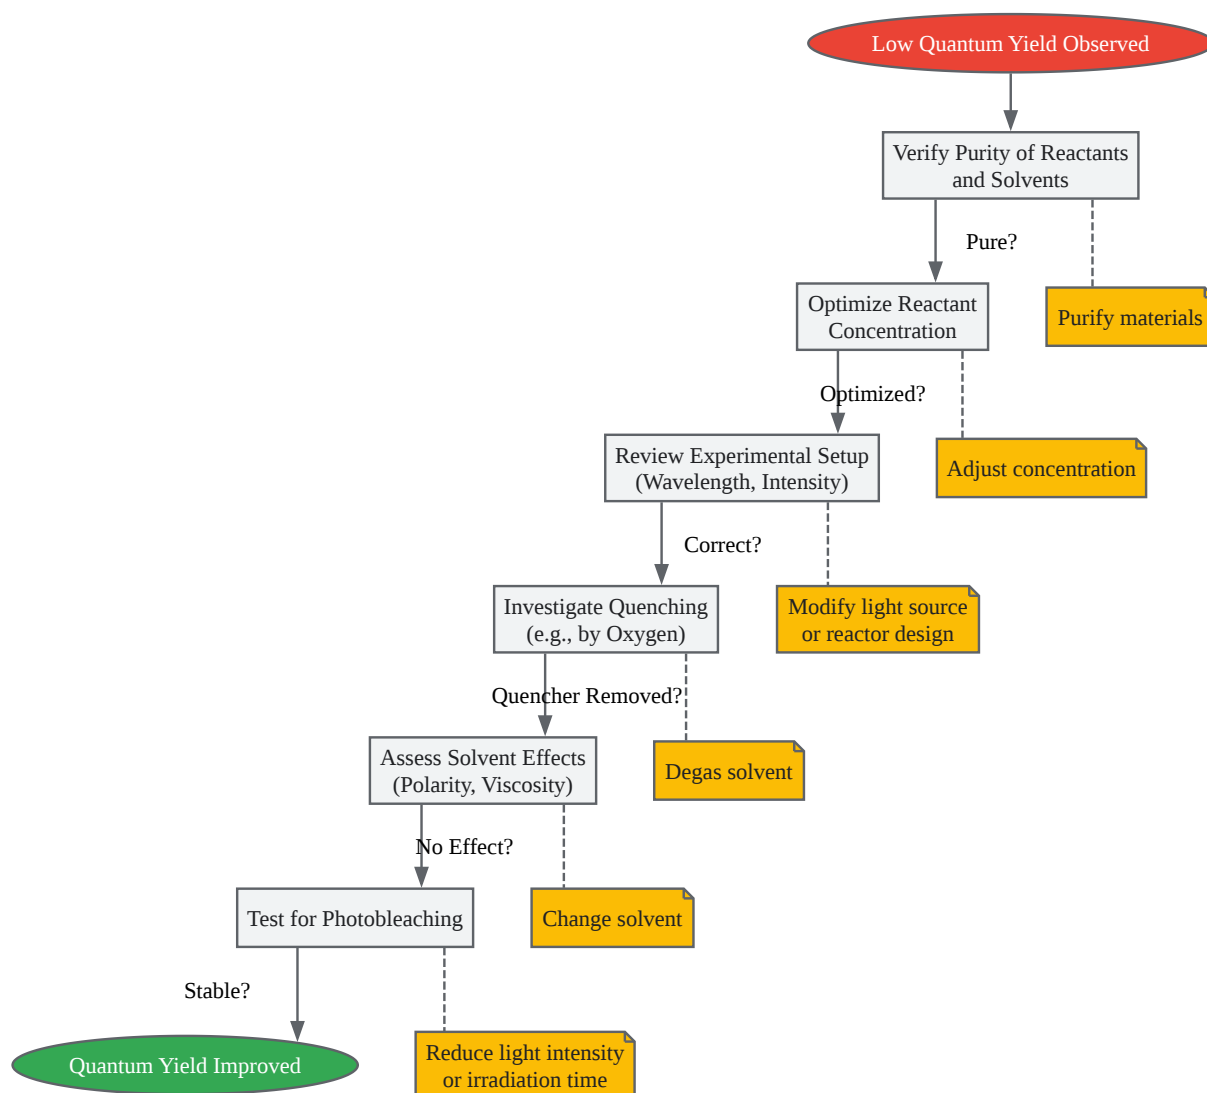 Low Quantum Yield Observed
Verify Purity of Reactants
and Solvents
Pure?
Optimize Reactant
Concentration
Purify materials
Optimized?
Review Experimental Setup
(Wavelength, Intensity)
Adjust concentration
Correct?
Investigate Quenching
(e.g., by Oxygen)
Modify light source
or reactor design
Quencher Removed?
Assess Solvent Effects
(Polarity, Viscosity)
Degas solvent
No Effect?
Test for Photobleaching
Change solvent
Stable?
Quantum Yield Improved
Reduce light intensity
or irradiation time